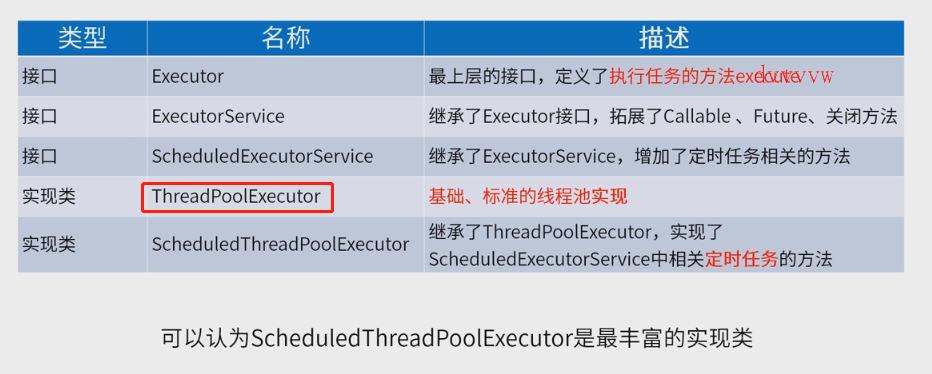 类型 名称 描述
接口 Executor 最上层的接口，定义了执行任务的方法execute
接口 ExecutorService 继承了Executor接口，拓展了Callable 、Future、关闭方法
接口 ScheduledExecutorService 继承了ExecutorService，增加了定时任务相关的方法
实现类 ThreadPoolExecutor 基础、标准的线程池实现
实现类 ScheduledThreadPoolExecutor 继承了ThreadPoolExecutor，实现了
ScheduledExecutorService中相关定时任务的方法
可以认为ScheduledThreadPoolExecutor是最丰富的实现类